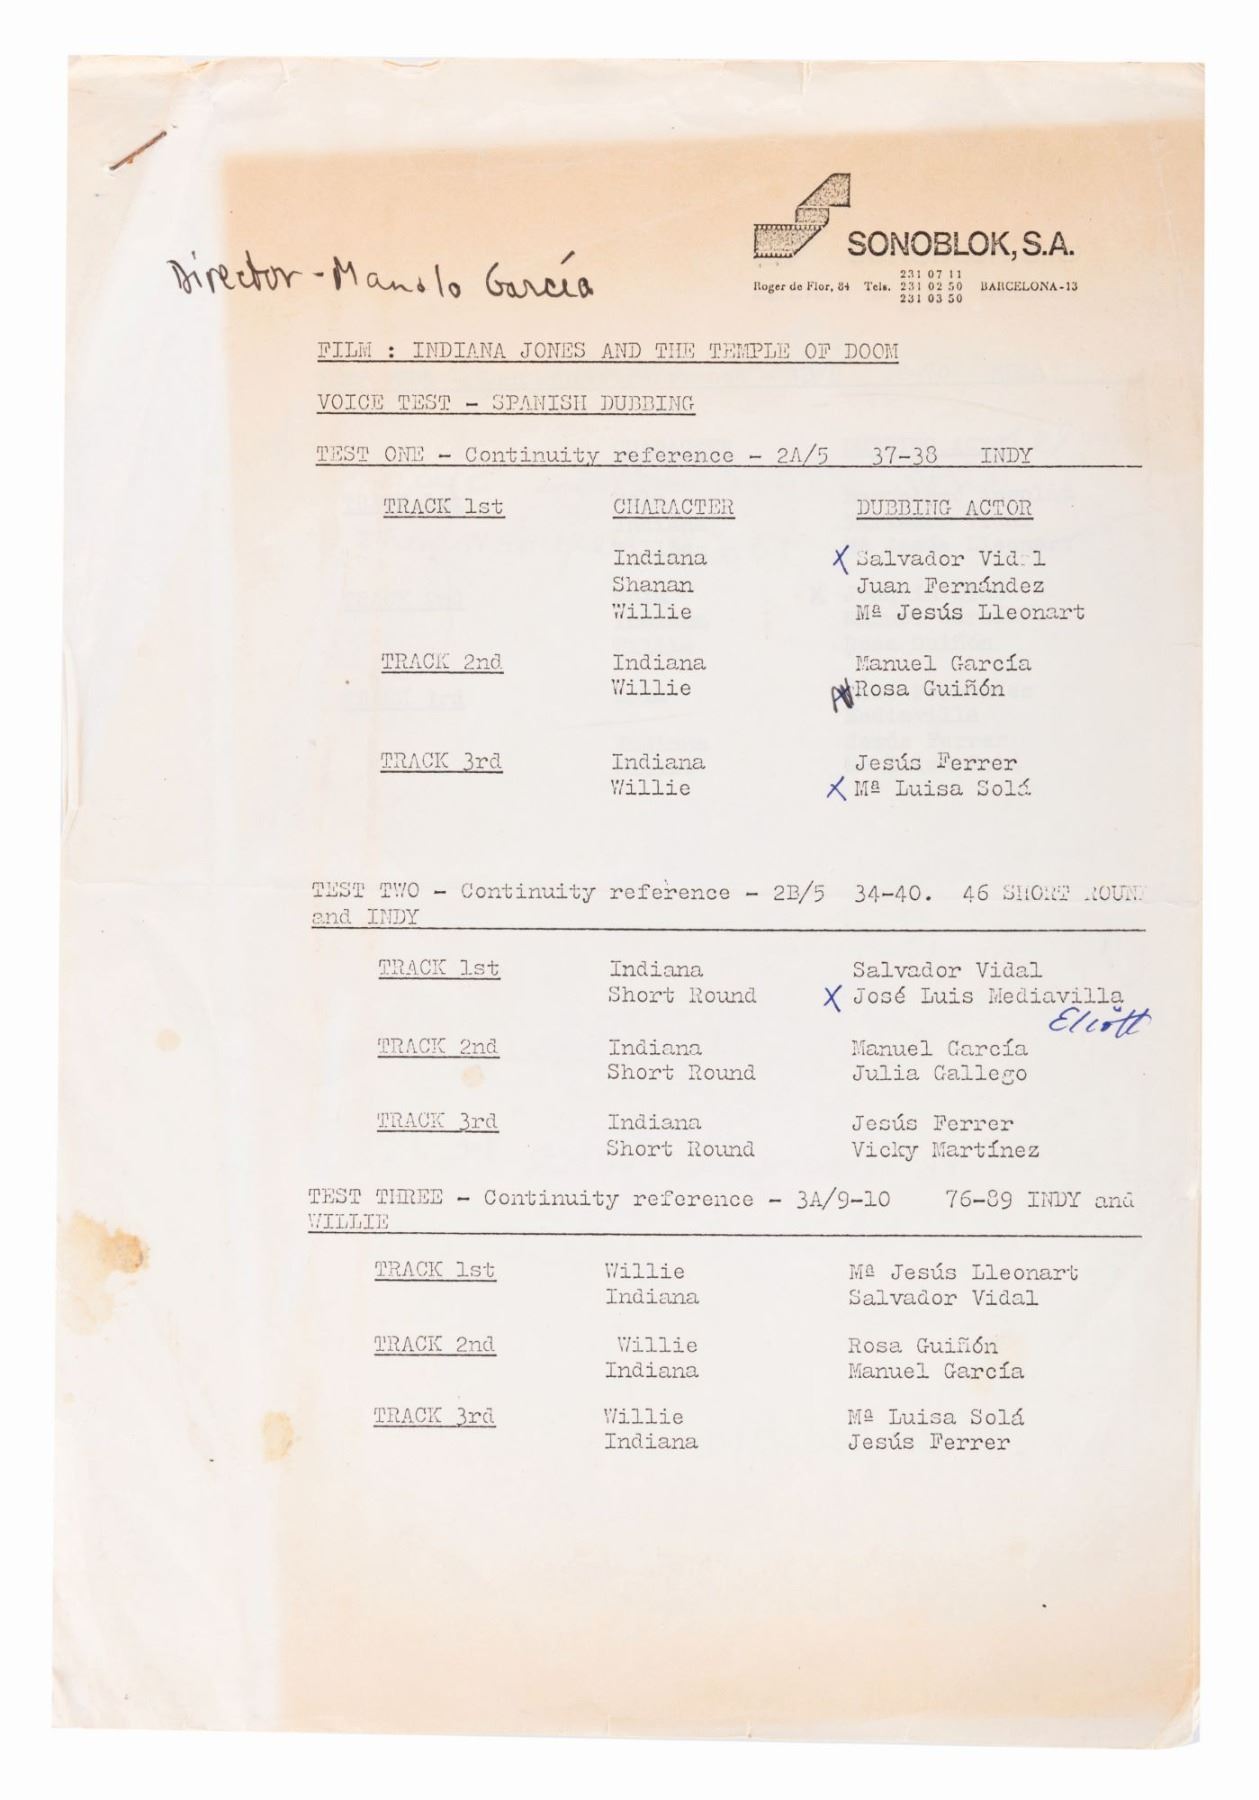 SONOBLOK, S.A.
231 07 11
Roger de Flor, 84 Tels. 231 02 50 BARCELONA-13
231 03 50
Director - Manolo García
FILM : INDIANA JONES AND THE TEMPLE OF DOOM
VOICE TEST - SPANISH DUBBING
TEST ONE - Continuity reference - 2A/5 37-38 INDY
TRACK 1st CHARACTER DUBBING ACTOR
Indiana X Salvador Vidal
Shanan Juan Fernández
Willie Mª Jesús Lleonart
TRACK 2nd Indiana Manuel García
Willie Rosa Guiñón
TRACK 3rd Indiana Jesús Ferrer
Willie X Mª Luisa Solá
TEST TWO - Continuity reference - 2B/5 34-40. 46 SHORT ROUND
and INDY
TRACK 1st Indiana Salvador Vidal
Short Round X José Luis Mediavilla
Eliott
TRACK 2nd Indiana Manuel García
Short Round Julia Gallego
TRACK 3rd Indiana Jesús Ferrer
Short Round Vicky Martínez
TEST THREE - Continuity reference - 3A/9-10 76-89 INDY and
WILLIE
TRACK 1st Willie Mª Jesús Lleonart
Indiana Salvador Vidal
TRACK 2nd Willie Rosa Guiñón
Indiana Manuel García
TRACK 3rd Willie Mª Luisa Solá
Indiana Jesús Ferrer